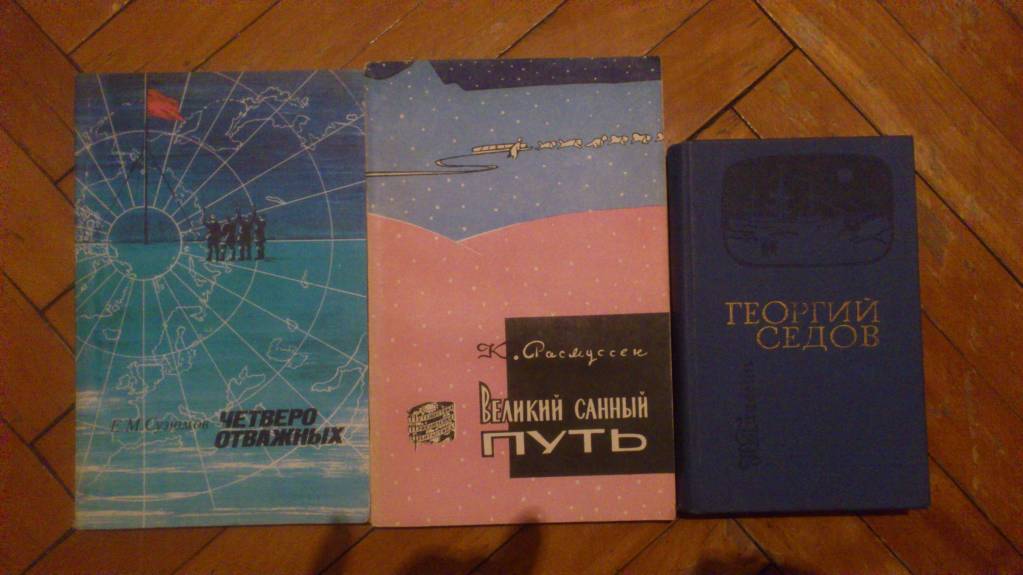 Е. М. Сузюмов
ЧЕТВЕРО
ОТВАЖНЫХ
К. Расмуссен
ВЕЛИКИЙ САННЫЙ
ПУТЬ
ГЕОРГИЙ
СЕДОВ